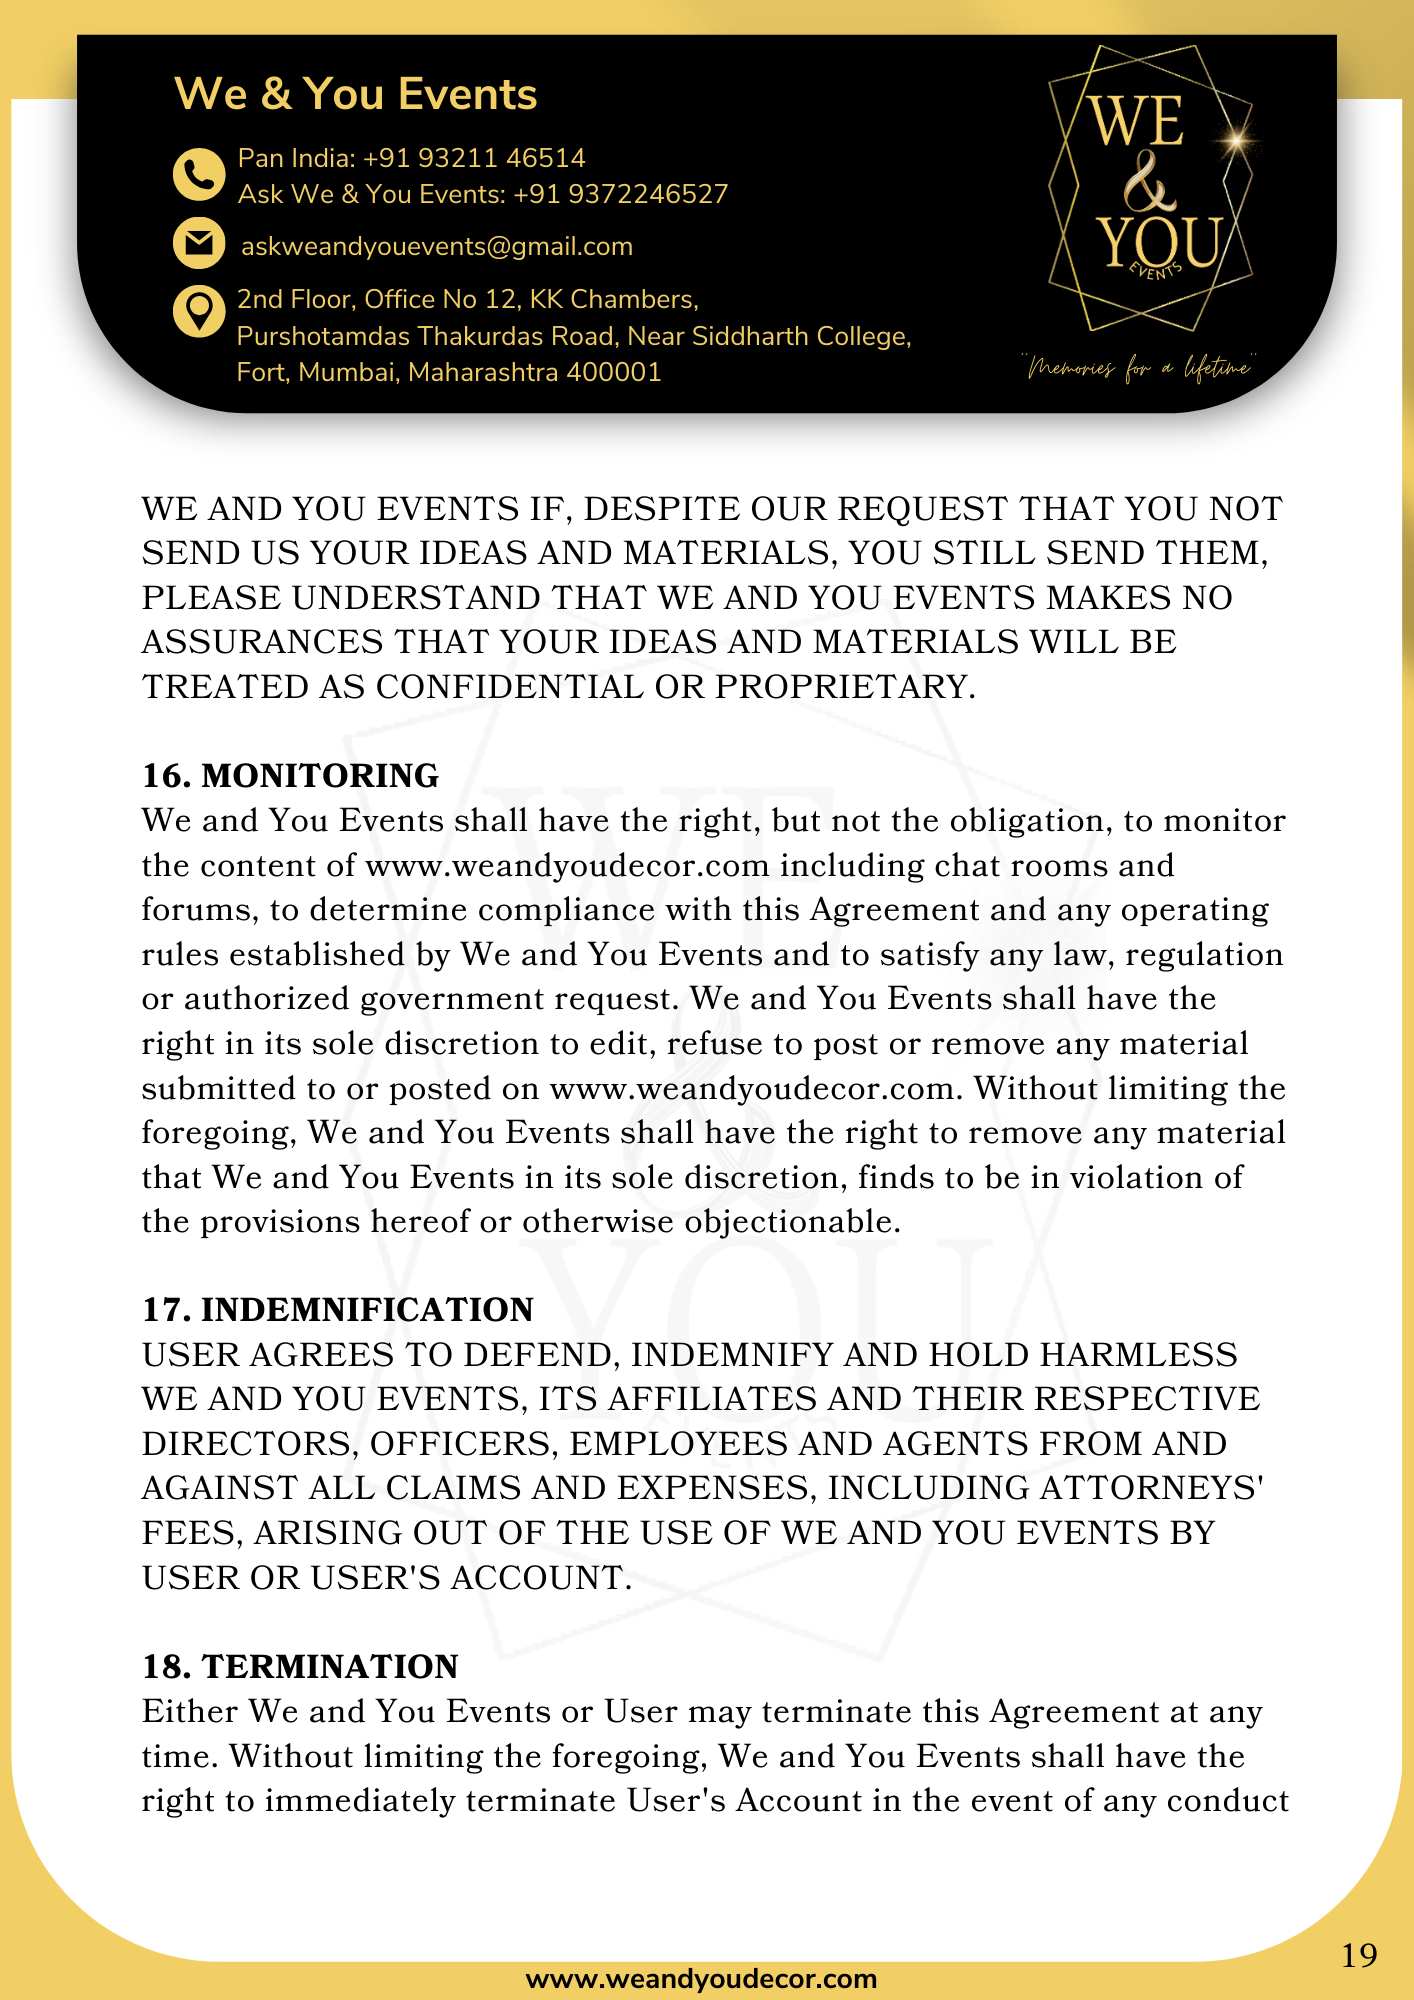 We & You Events
Pan India: +91 93211 46514
Ask We & You Events: +91 9372246527
askweandyouevents@gmail.com
2nd Floor, Office No 12, KK Chambers,
Purshotamdas Thakurdas Road, Near Siddharth College,
Fort, Mumbai, Maharashtra 400001
WE
&
YOU
EVENTS
"Memories for a lifetime"
WE AND YOU EVENTS IF, DESPITE OUR REQUEST THAT YOU NOT
SEND US YOUR IDEAS AND MATERIALS, YOU STILL SEND THEM,
PLEASE UNDERSTAND THAT WE AND YOU EVENTS MAKES NO
ASSURANCES THAT YOUR IDEAS AND MATERIALS WILL BE
TREATED AS CONFIDENTIAL OR PROPRIETARY.
16. MONITORING
We and You Events shall have the right, but not the obligation, to monitor
the content of www.weandyoudecor.com including chat rooms and
forums, to determine compliance with this Agreement and any operating
rules established by We and You Events and to satisfy any law, regulation
or authorized government request. We and You Events shall have the
right in its sole discretion to edit, refuse to post or remove any material
submitted to or posted on www.weandyoudecor.com. Without limiting the
foregoing, We and You Events shall have the right to remove any material
that We and You Events in its sole discretion, finds to be in violation of
the provisions hereof or otherwise objectionable.
17. INDEMNIFICATION
USER AGREES TO DEFEND, INDEMNIFY AND HOLD HARMLESS
WE AND YOU EVENTS, ITS AFFILIATES AND THEIR RESPECTIVE
DIRECTORS, OFFICERS, EMPLOYEES AND AGENTS FROM AND
AGAINST ALL CLAIMS AND EXPENSES, INCLUDING ATTORNEYS'
FEES, ARISING OUT OF THE USE OF WE AND YOU EVENTS BY
USER OR USER'S ACCOUNT.
18. TERMINATION
Either We and You Events or User may terminate this Agreement at any
time. Without limiting the foregoing, We and You Events shall have the
right to immediately terminate User's Account in the event of any conduct
19
www.weandyoudecor.com